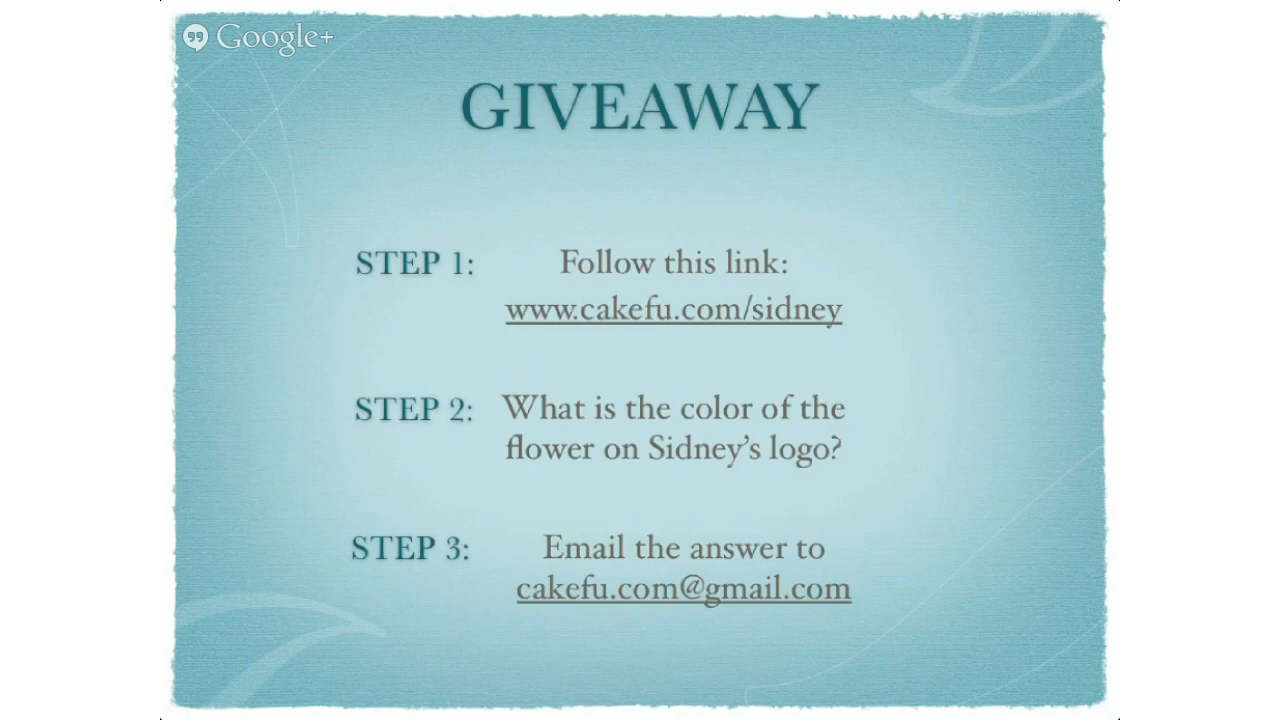 Google+
GIVEAWAY
STEP 1: Follow this link:
www.cakefu.com/sidney
STEP 2: What is the color of the
flower on Sidney’s logo?
STEP 3: Email the answer to
cakefu.com@gmail.com